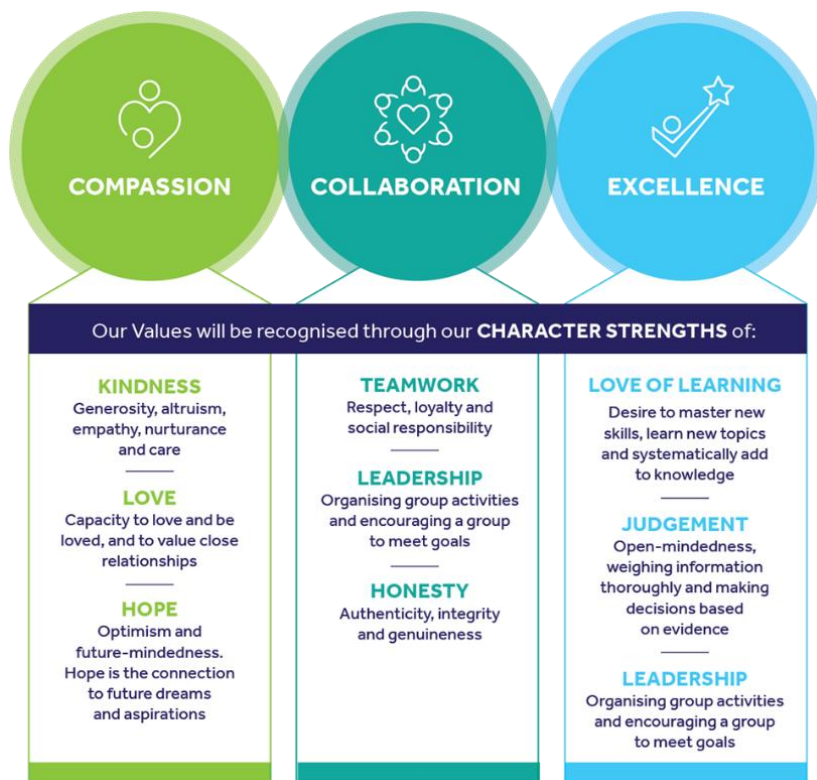 COMPASSION
COLLABORATION
EXCELLENCE
Our Values will be recognised through our CHARACTER STRENGTHS of:
KINDNESS
Generosity, altruism,
empathy, nurturance
and care
LOVE
Capacity to love and be
loved, and to value close
relationships
HOPE
Optimism and
future-mindedness.
Hope is the connection
to future dreams
and aspirations
TEAMWORK
Respect, loyalty and
social responsibility
LEADERSHIP
Organising group activities
and encouraging a group
to meet goals
HONESTY
Authenticity, integrity
and genuineness
LOVE OF LEARNING
Desire to master new
skills, learn new topics
and systematically add
to knowledge
JUDGEMENT
Open-mindedness,
weighing information
thoroughly and making
decisions based
on evidence
LEADERSHIP
Organising group activities
and encouraging a group
to meet goals